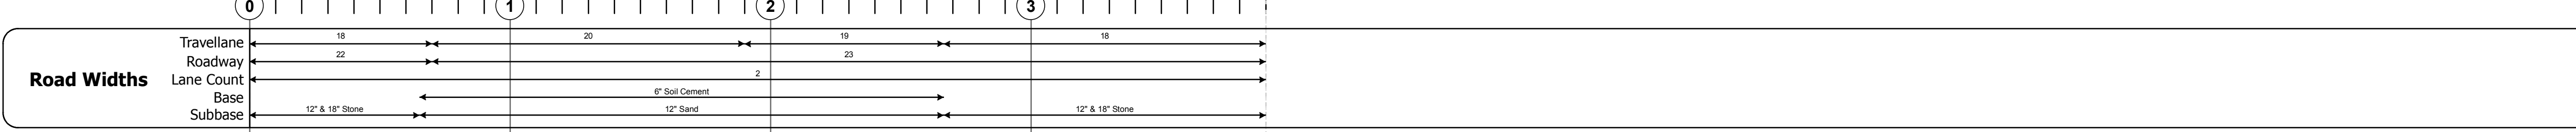 0 1 2 3
Road Widths
Travellane 18 20 19 18
Roadway 22 23
Lane Count 2
Base 6" Soil Cement
Subbase 12" & 18" Stone 12" Sand 12" & 18" Stone